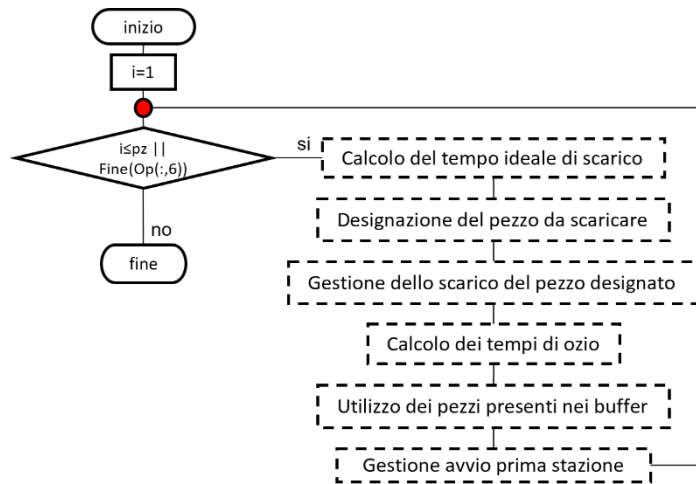 inizio
i=1
i≤pz ||
Fine(Op(:,6))
si
no
fine
Calcolo del tempo ideale di scarico
Designazione del pezzo da scaricare
Gestione dello scarico del pezzo designato
Calcolo dei tempi di ozio
Utilizzo dei pezzi presenti nei buffer
Gestione avvio prima stazione